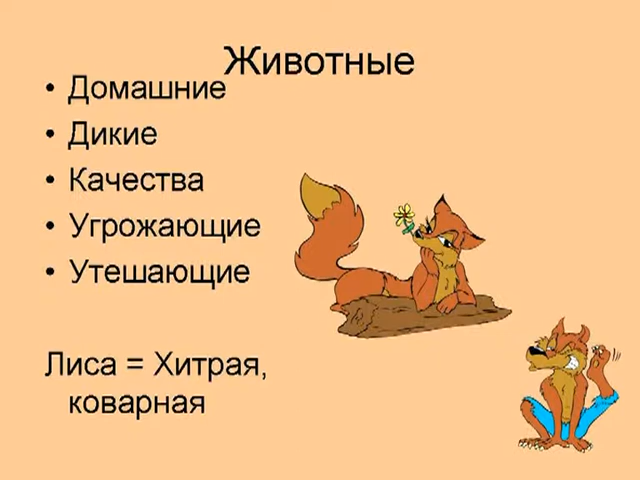 Животные
• Домашние
• Дикие
• Качества
• Угрожающие
• Утешающие
Лиса = Хитрая,
коварная